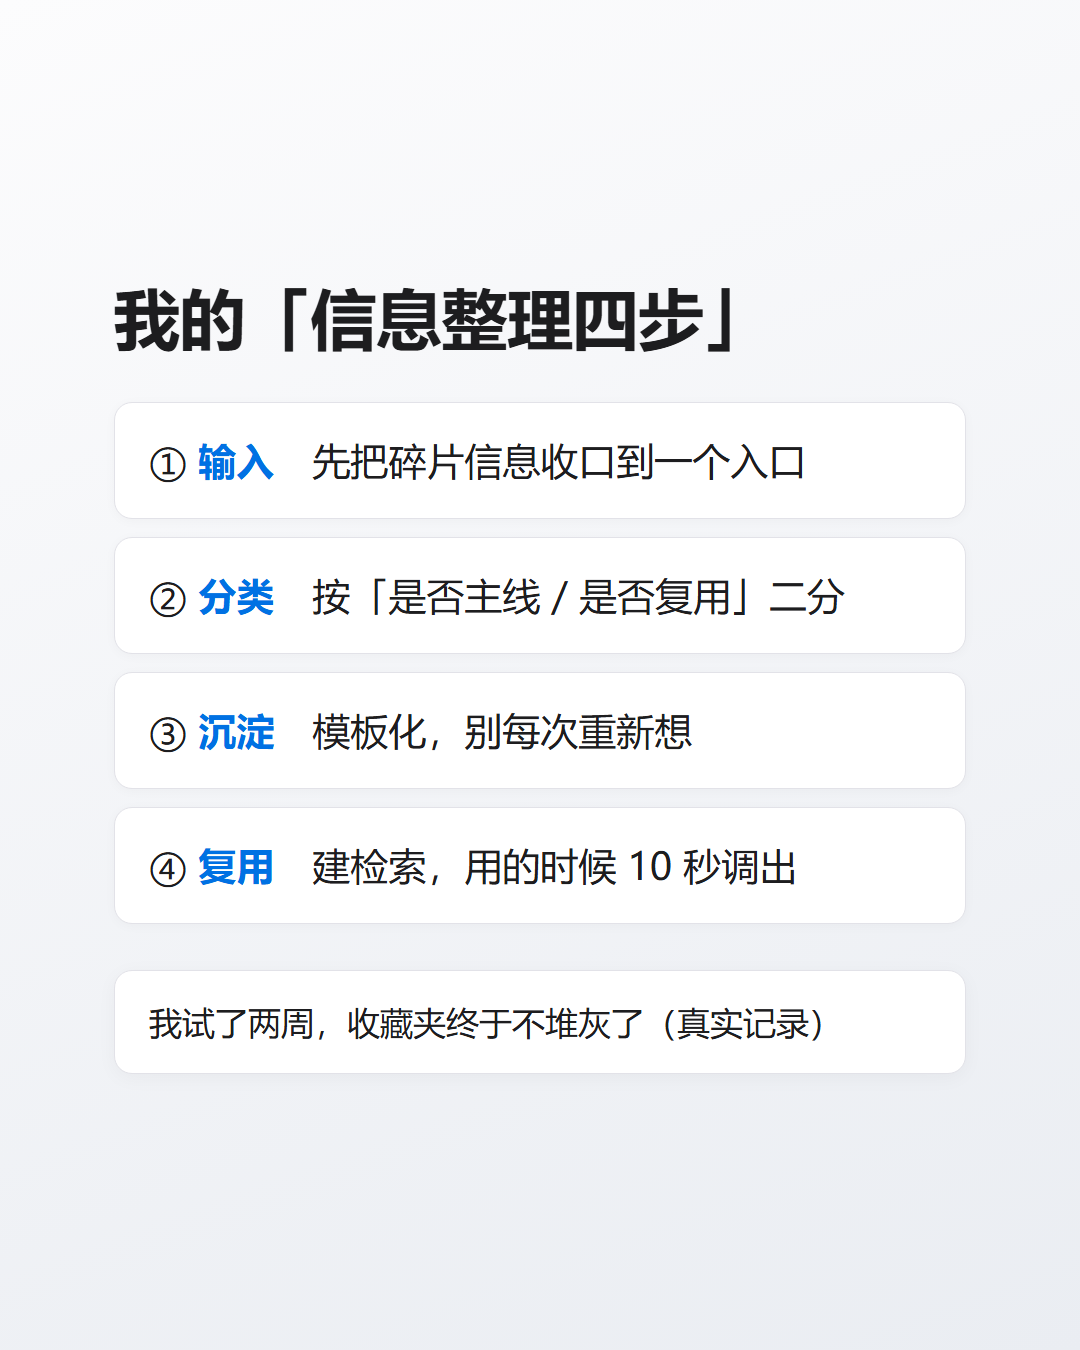 我的「信息整理四步」
① 输入 先把碎片信息收口到一个入口
② 分类 按「是否主线 / 是否复用」二分
③ 沉淀 模板化，别每次重新想
④ 复用 建检索，用的时候 10 秒调出
我试了两周，收藏夹终于不堆灰了（真实记录）